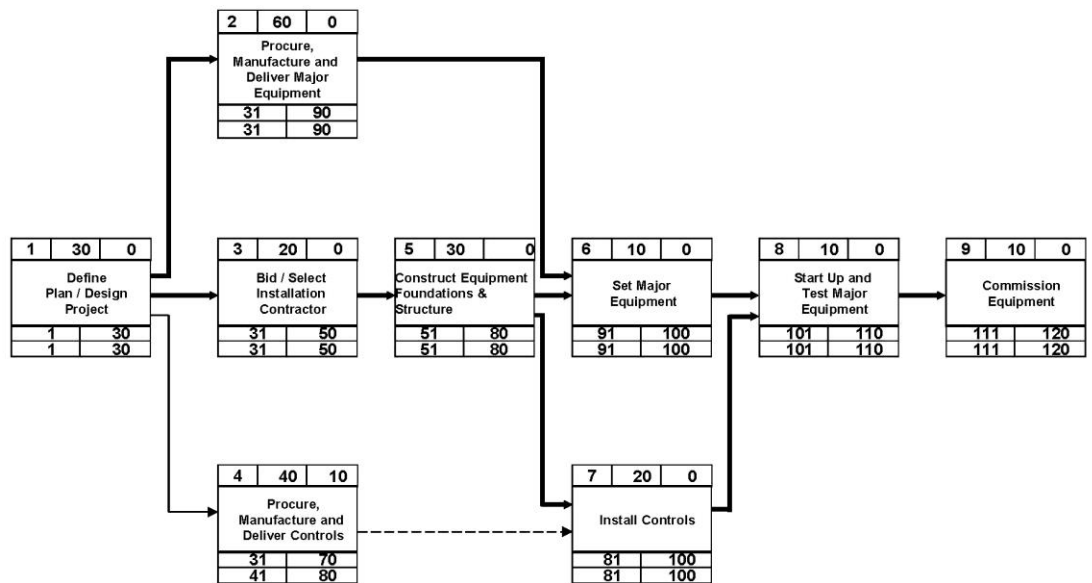 2 60 0
Procure,
Manufacture and
Deliver Major
Equipment
31 90
31 90
1 30 0
Define
Plan / Design
Project
1 30
1 30
3 20 0
Bid / Select
Installation
Contractor
31 50
31 50
5 30 0
Construct Equipment
Foundations &
Structure
51 80
51 80
6 10 0
Set Major
Equipment
91 100
91 100
8 10 0
Start Up and
Test Major
Equipment
101 110
101 110
9 10 0
Commission
Equipment
111 120
111 120
4 40 10
Procure,
Manufacture and
Deliver Controls
31 70
41 80
7 20 0
Install Controls
81 100
81 100